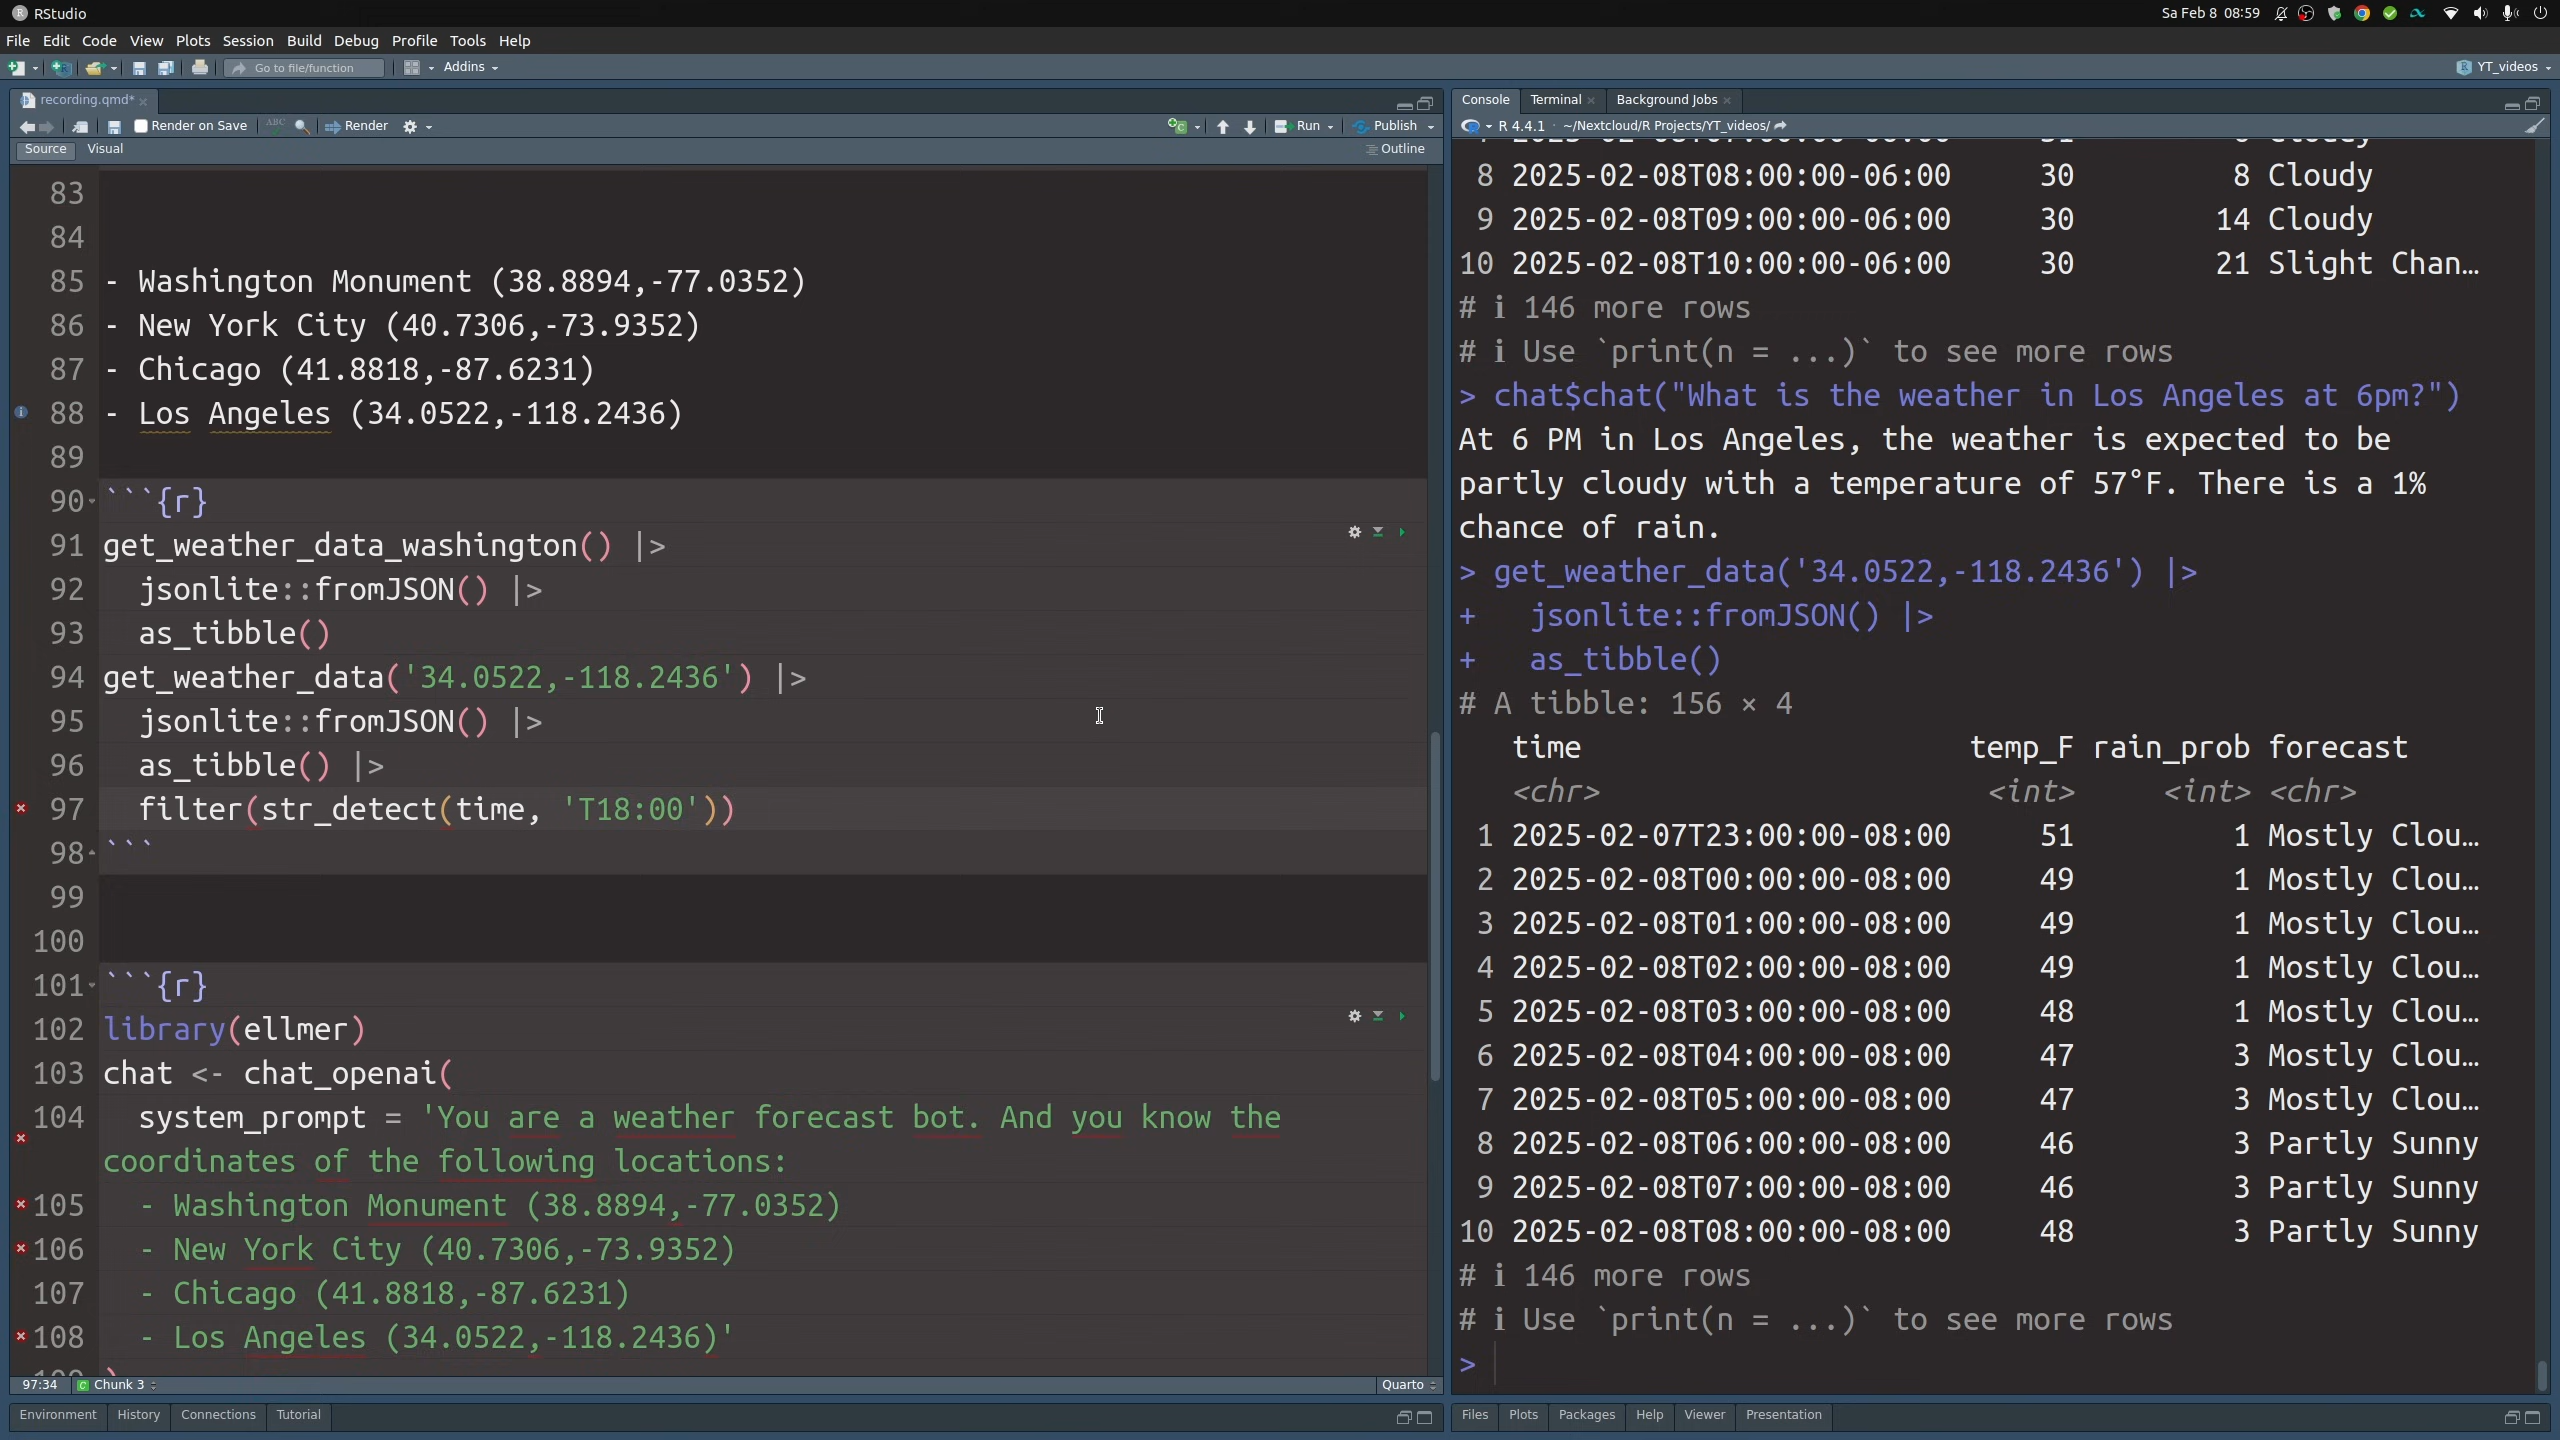 RStudio
Sa Feb 8 08:59
File Edit Code View Plots Session Build Debug Profile Tools Help
Go to file/function
Addins
YT_videos
recording.qmd*
Render on Save
ABC
Render
Run
Publish
Source Visual
Outline
83
84
85 - Washington Monument (38.8894,-77.0352)
86 - New York City (40.7306,-73.9352)
87 - Chicago (41.8818,-87.6231)
88 - Los Angeles (34.0522,-118.2436)
89
90 ```{r}
91 get_weather_data_washington() |>
92   jsonlite::fromJSON() |>
93   as_tibble()
94 get_weather_data('34.0522,-118.2436') |>
95   jsonlite::fromJSON() |>
96   as_tibble() |>
97   filter(str_detect(time, 'T18:00'))
98 ```
99
100
101 ```{r}
102 library(ellmer)
103 chat <- chat_openai(
104   system_prompt = 'You are a weather forecast bot. And you know the
coordinates of the following locations:
105   - Washington Monument (38.8894,-77.0352)
106   - New York City (40.7306,-73.9352)
107   - Chicago (41.8818,-87.6231)
108   - Los Angeles (34.0522,-118.2436)'
97:34 Chunk 3
Quarto
Environment History Connections Tutorial
Console Terminal Background Jobs
R 4.4.1 · ~/Nextcloud/R Projects/YT_videos/
8 2025-02-08T08:00:00-06:00 30 8 Cloudy
9 2025-02-08T09:00:00-06:00 30 14 Cloudy
10 2025-02-08T10:00:00-06:00 30 21 Slight Chan…
# ℹ 146 more rows
# ℹ Use `print(n = ...)` to see more rows
> chat$chat("What is the weather in Los Angeles at 6pm?")
At 6 PM in Los Angeles, the weather is expected to be
partly cloudy with a temperature of 57°F. There is a 1%
chance of rain.
> get_weather_data('34.0522,-118.2436') |>
+   jsonlite::fromJSON() |>
+   as_tibble()
# A tibble: 156 × 4
time temp_F rain_prob forecast
<chr> <int> <int> <chr>
1 2025-02-07T23:00:00-08:00 51 1 Mostly Clou…
2 2025-02-08T00:00:00-08:00 49 1 Mostly Clou…
3 2025-02-08T01:00:00-08:00 49 1 Mostly Clou…
4 2025-02-08T02:00:00-08:00 49 1 Mostly Clou…
5 2025-02-08T03:00:00-08:00 48 1 Mostly Clou…
6 2025-02-08T04:00:00-08:00 47 3 Mostly Clou…
7 2025-02-08T05:00:00-08:00 47 3 Mostly Clou…
8 2025-02-08T06:00:00-08:00 46 3 Partly Sunny
9 2025-02-08T07:00:00-08:00 46 3 Partly Sunny
10 2025-02-08T08:00:00-08:00 48 3 Partly Sunny
# ℹ 146 more rows
# ℹ Use `print(n = ...)` to see more rows
>
Files Plots Packages Help Viewer Presentation